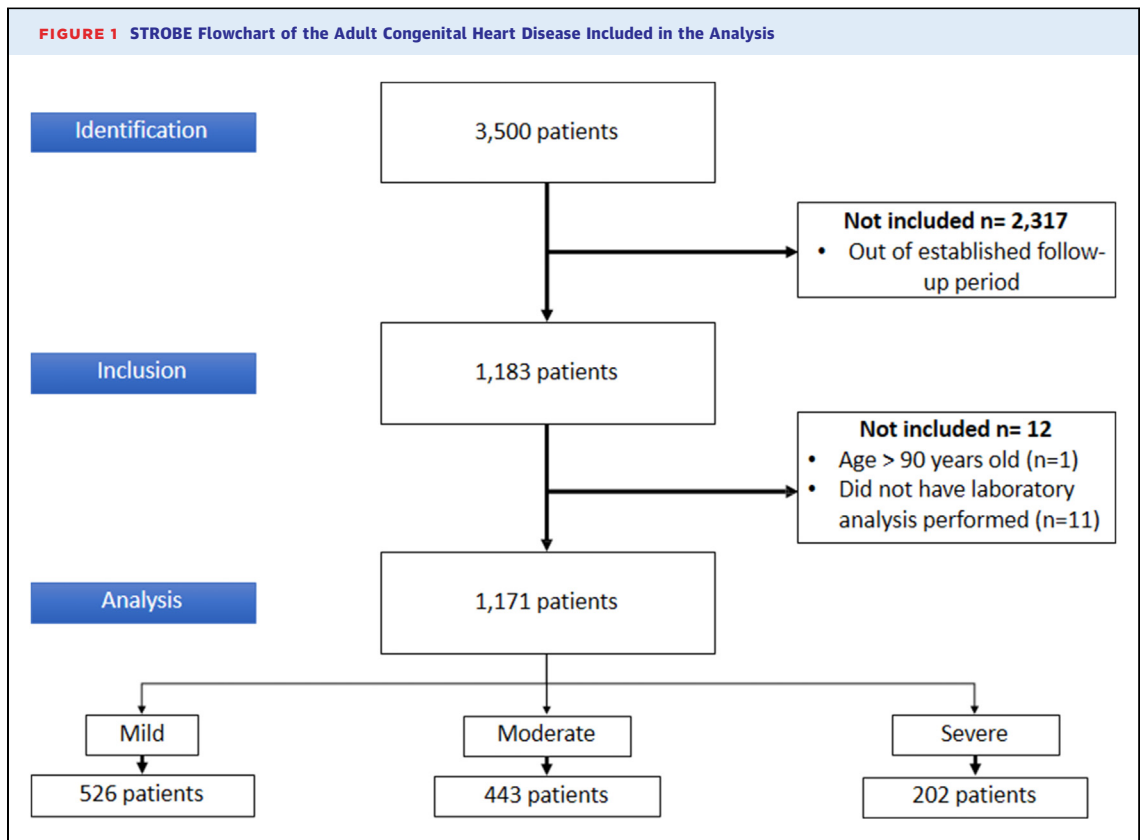 FIGURE 1 STROBE Flowchart of the Adult Congenital Heart Disease Included in the Analysis
Identification
3,500 patients
Not included n= 2,317
• Out of established follow-
up period
Inclusion
1,183 patients
Not included n= 12
• Age > 90 years old (n=1)
• Did not have laboratory
analysis performed (n=11)
Analysis
1,171 patients
Mild
Moderate
Severe
526 patients
443 patients
202 patients